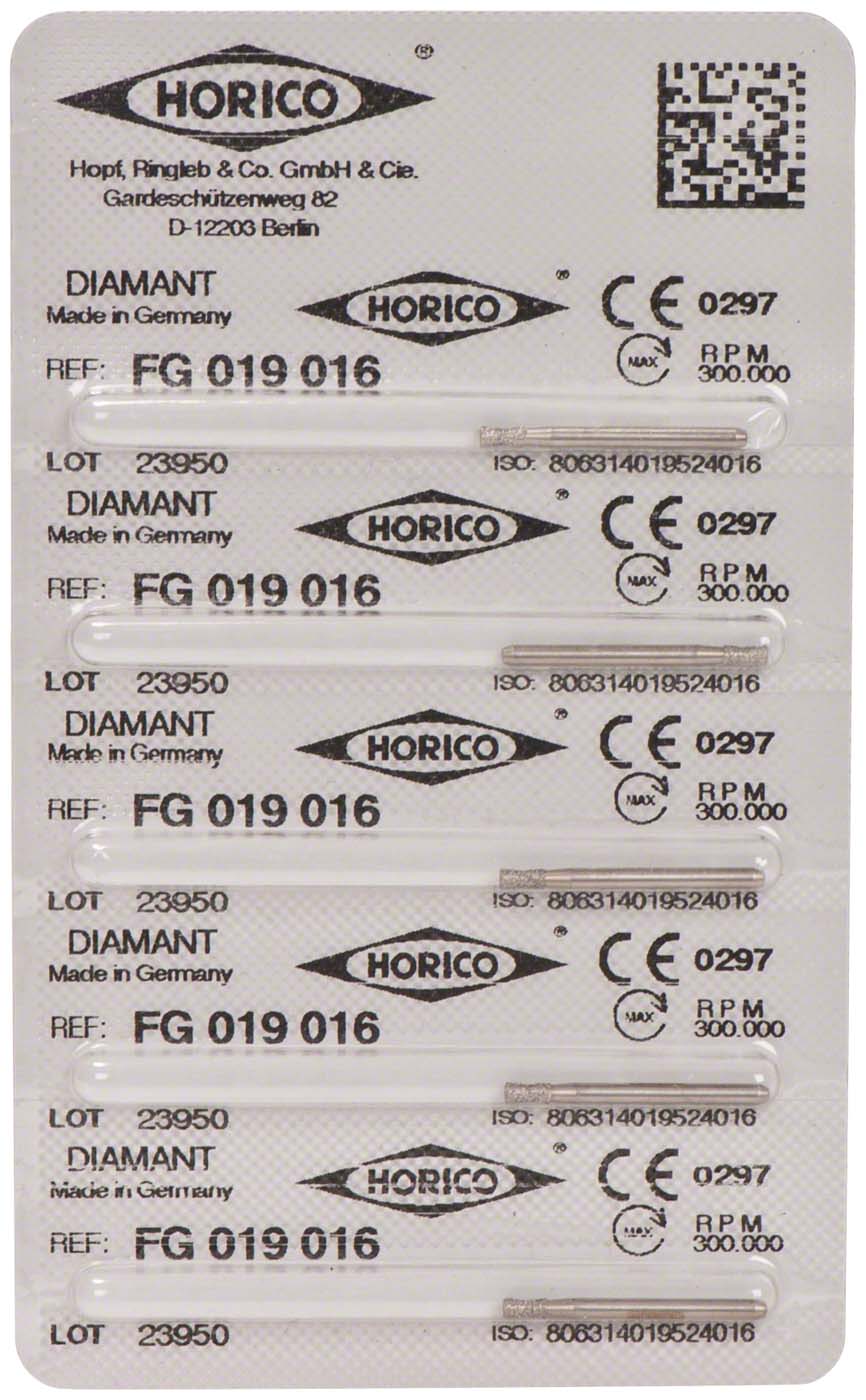 HORICO ®
Hopf, Ringleb & Co. GmbH & Cie.
Gardeschützenweg 82
D-12203 Berlin
DIAMANT HORICO ® CE 0297
Made in Germany
REF: FG 019 016 MAX RPM 300.000
LOT 23950 ISO: 806314019524016
DIAMANT HORICO ® CE 0297
Made in Germany
REF: FG 019 016 MAX RPM 300.000
LOT 23950 ISO: 806314019524016
DIAMANT HORICO ® CE 0297
Made in Germany
REF: FG 019 016 MAX RPM 300.000
LOT 23950 ISO: 806314019524016
DIAMANT HORICO ® CE 0297
Made in Germany
REF: FG 019 016 MAX RPM 300.000
LOT 23950 ISO: 806314019524016
DIAMANT HORICO ® CE 0297
Made in Germany
REF: FG 019 016 MAX RPM 300.000
LOT 23950 ISO: 806314019524016